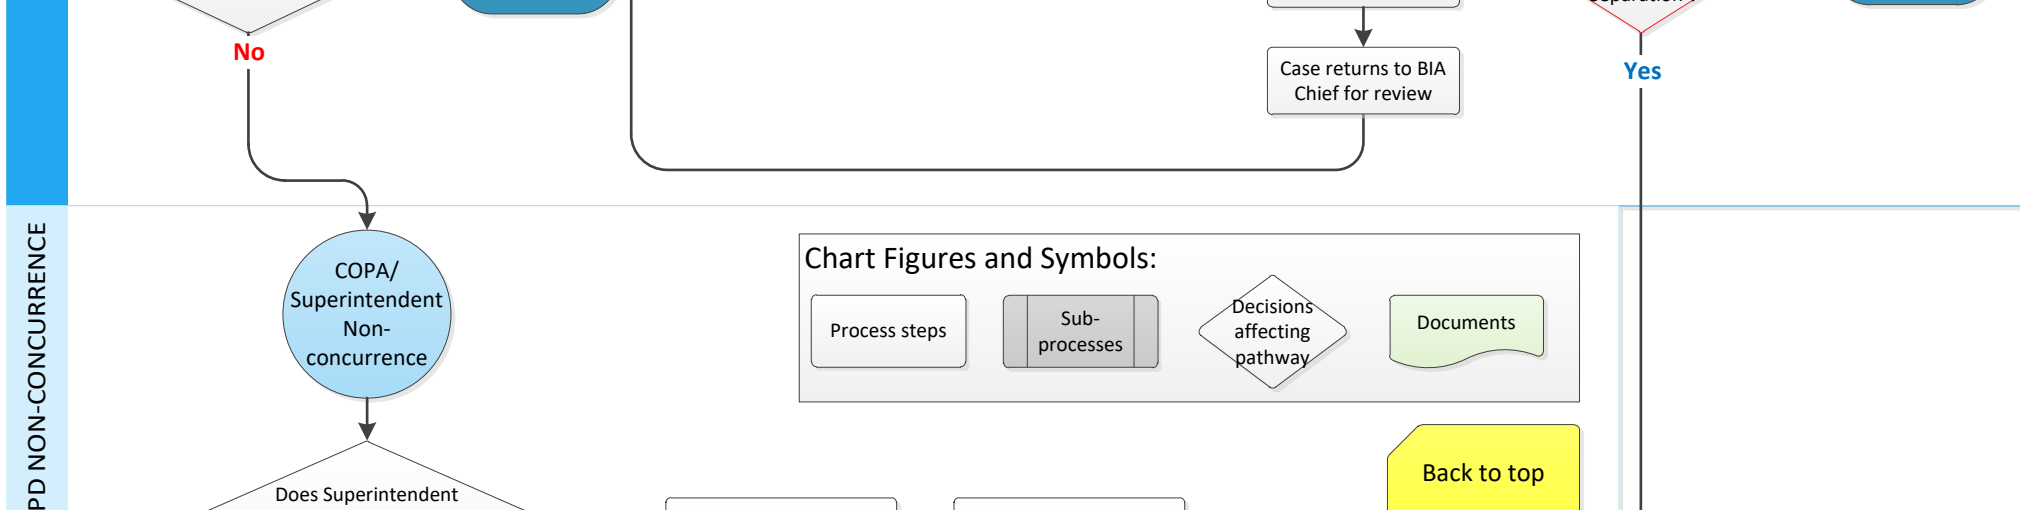 No
Case returns to BIA
Chief for review
Yes
PD NON-CONCURRENCE
COPA/
Superintendent
Non-
concurrence
Chart Figures and Symbols:
Process steps
Sub-
processes
Decisions
affecting
pathway
Documents
Back to top
Does Superintendent